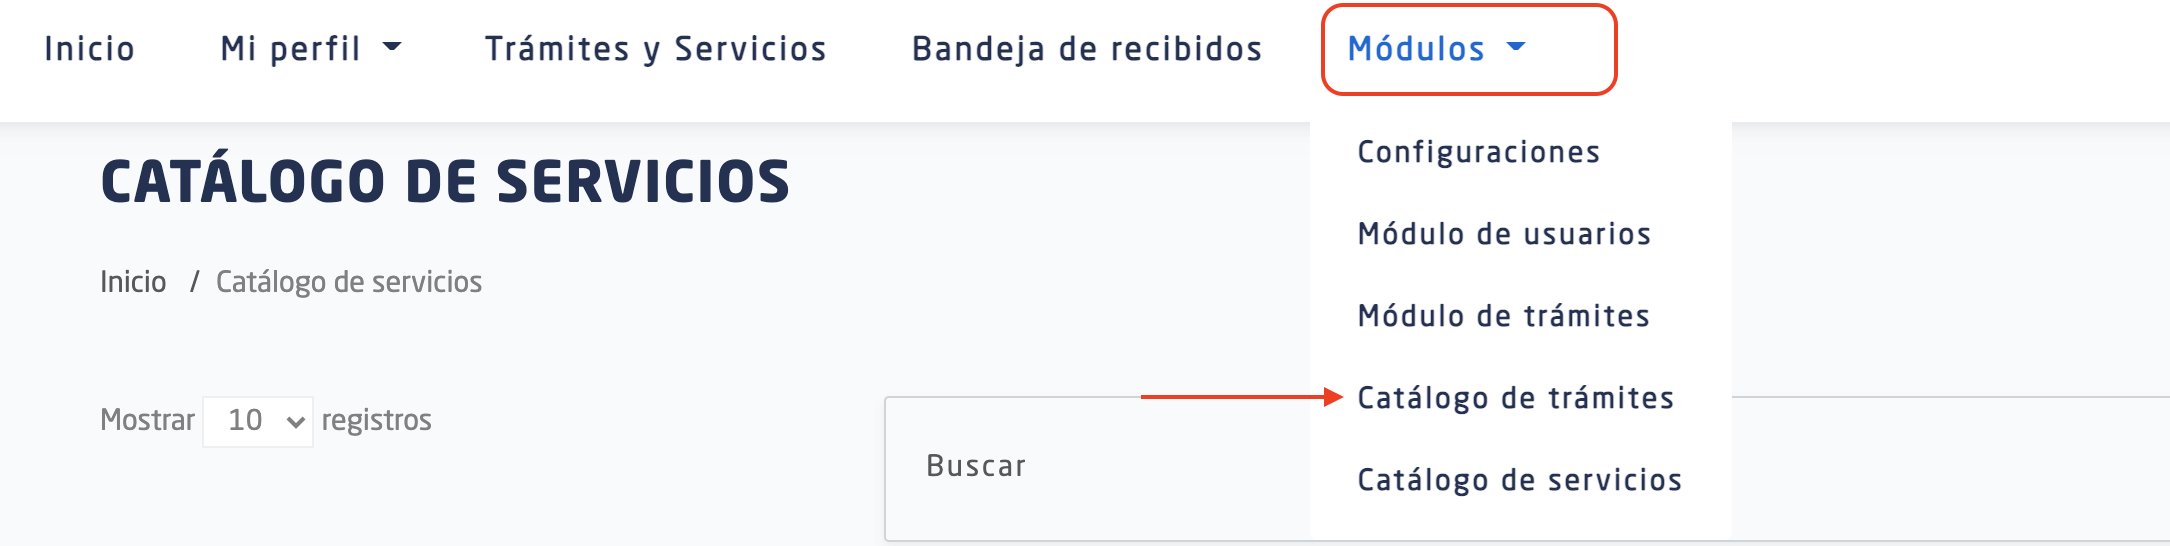 Inicio
Mi perfil
Trámites y Servicios
Bandeja de recibidos
Módulos
Configuraciones
Módulo de usuarios
Módulo de trámites
Catálogo de trámites
Catálogo de servicios
CATÁLOGO DE SERVICIOS
Inicio / Catálogo de servicios
Mostrar 10 registros
Buscar